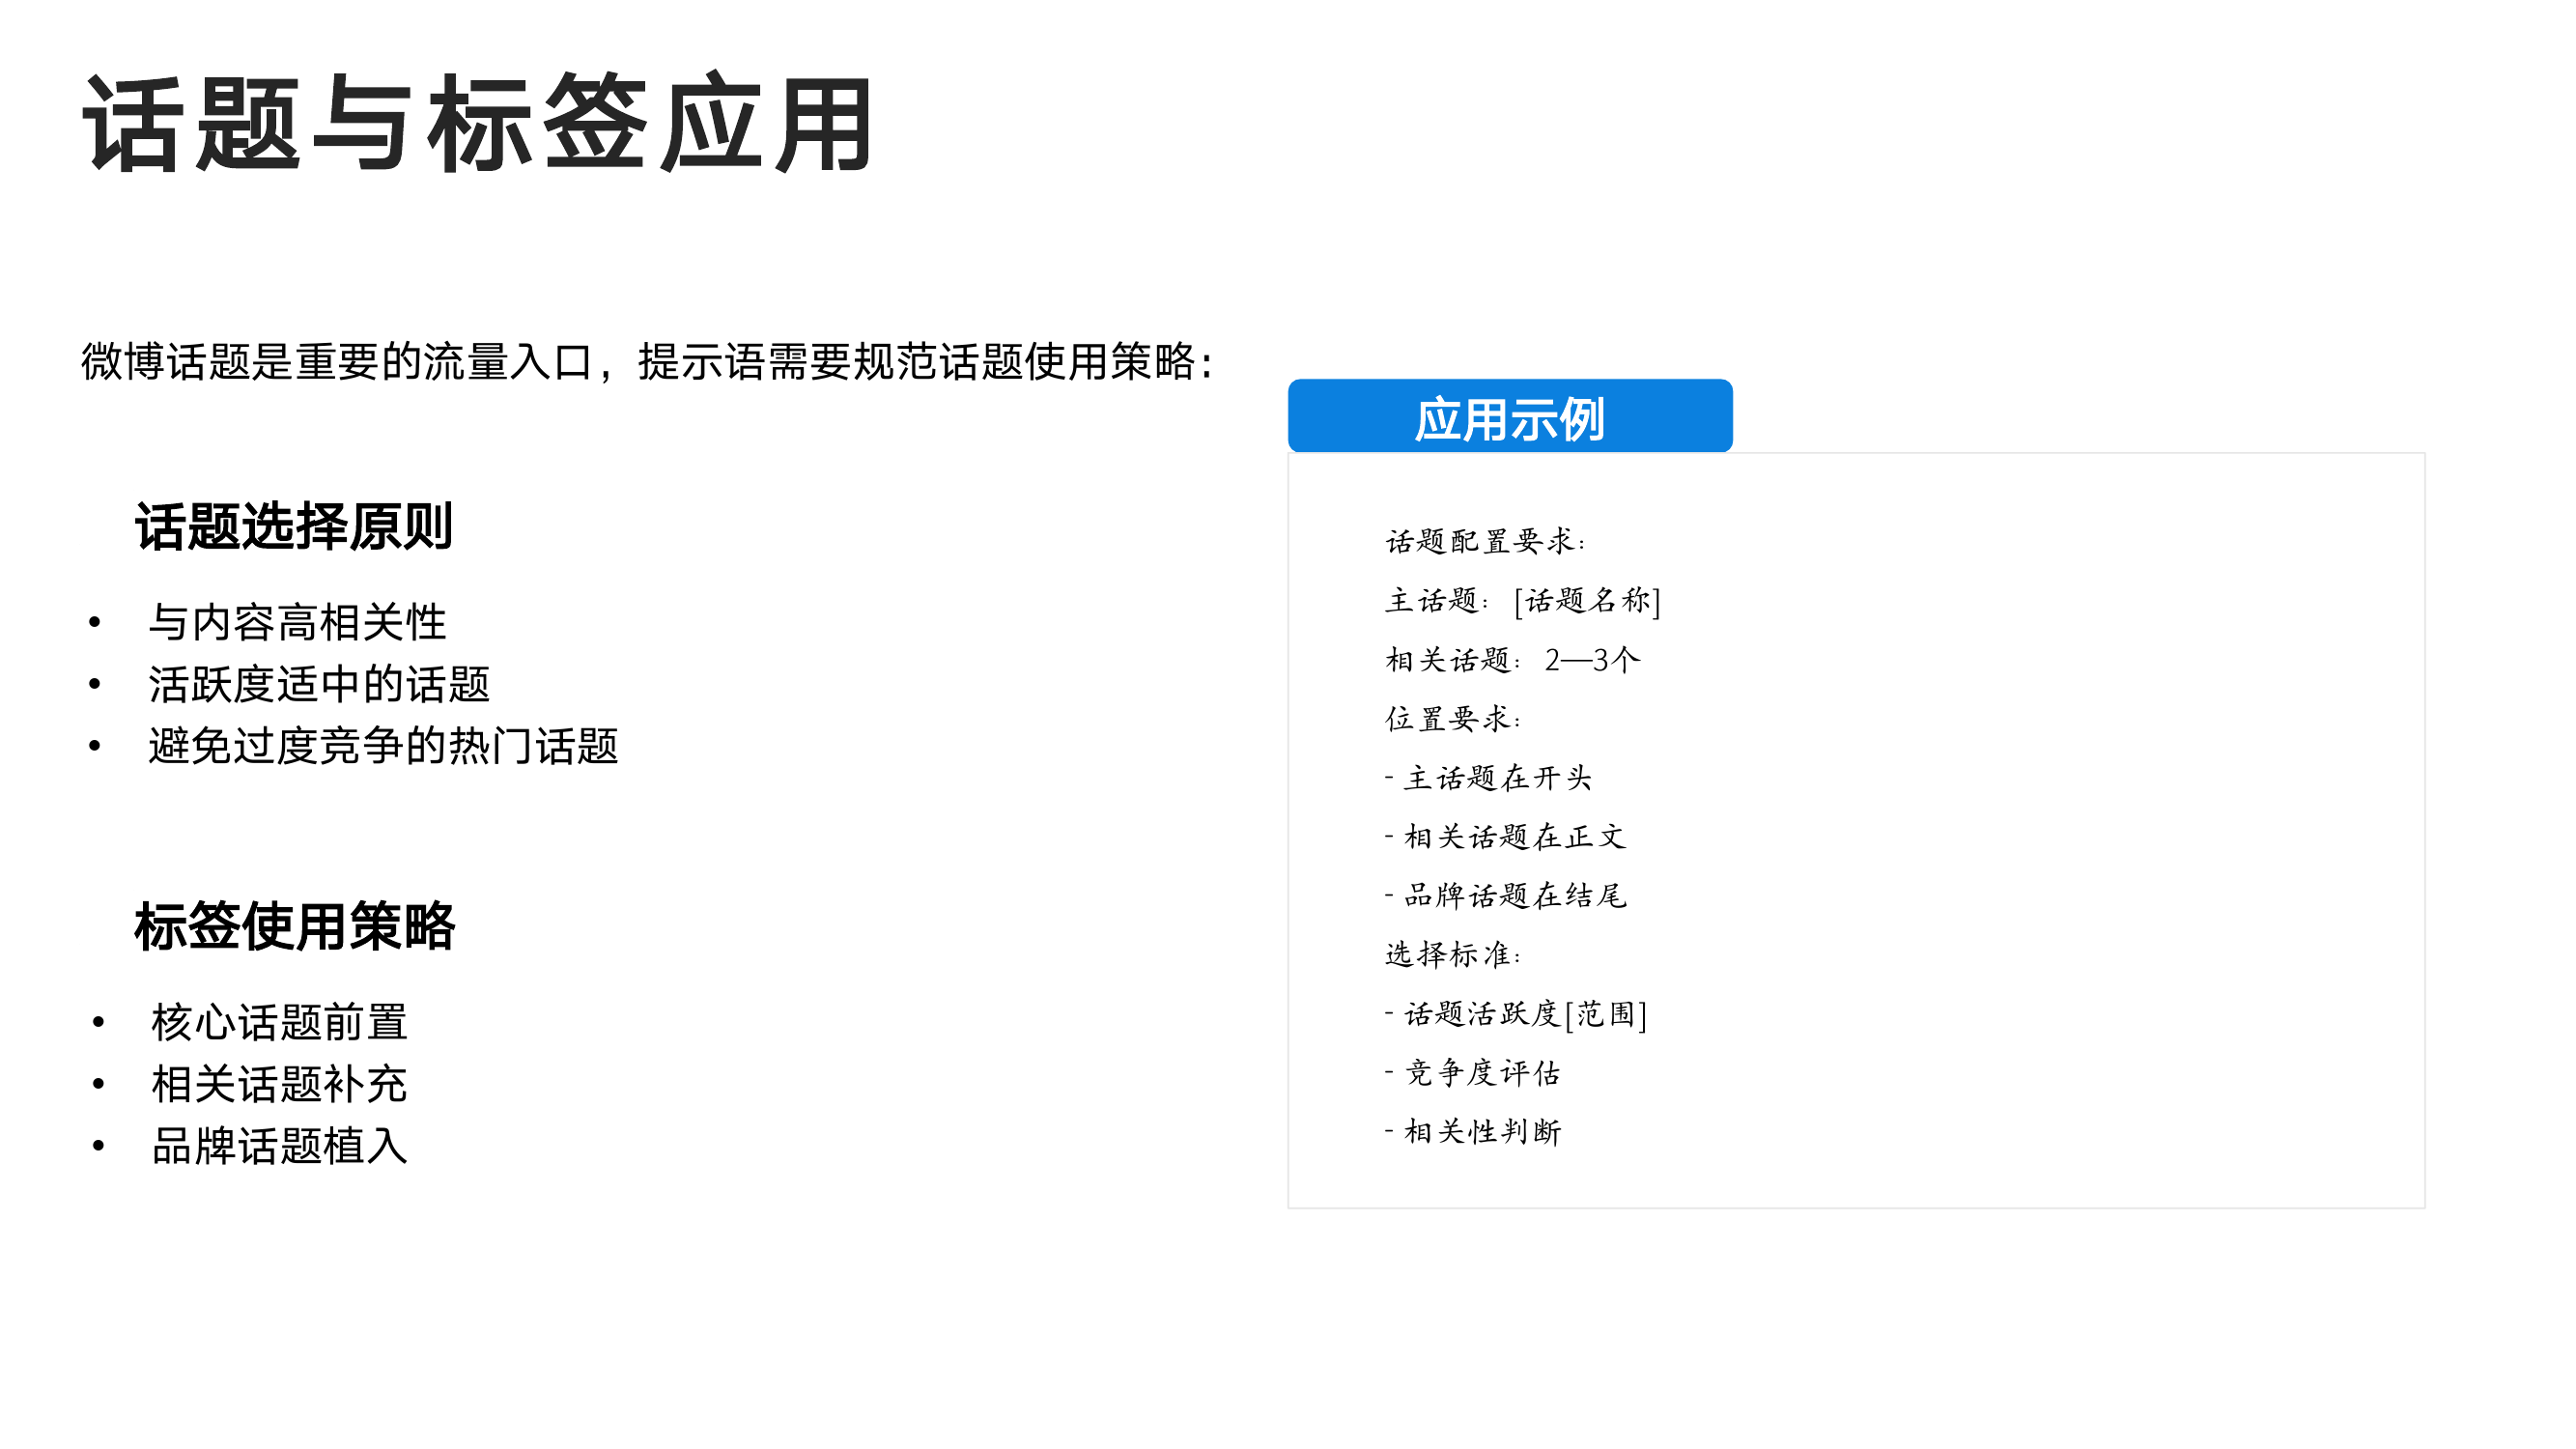 话题与标签应用
微博话题是重要的流量入口，提示语需要规范话题使用策略：
话题选择原则
• 与内容高相关性
• 活跃度适中的话题
• 避免过度竞争的热门话题
标签使用策略
• 核心话题前置
• 相关话题补充
• 品牌话题植入
应用示例
话题配置要求：
主话题：[话题名称]
相关话题：2—3个
位置要求：
- 主话题在开头
- 相关话题在正文
- 品牌话题在结尾
选择标准：
- 话题活跃度[范围]
- 竞争度评估
- 相关性判断